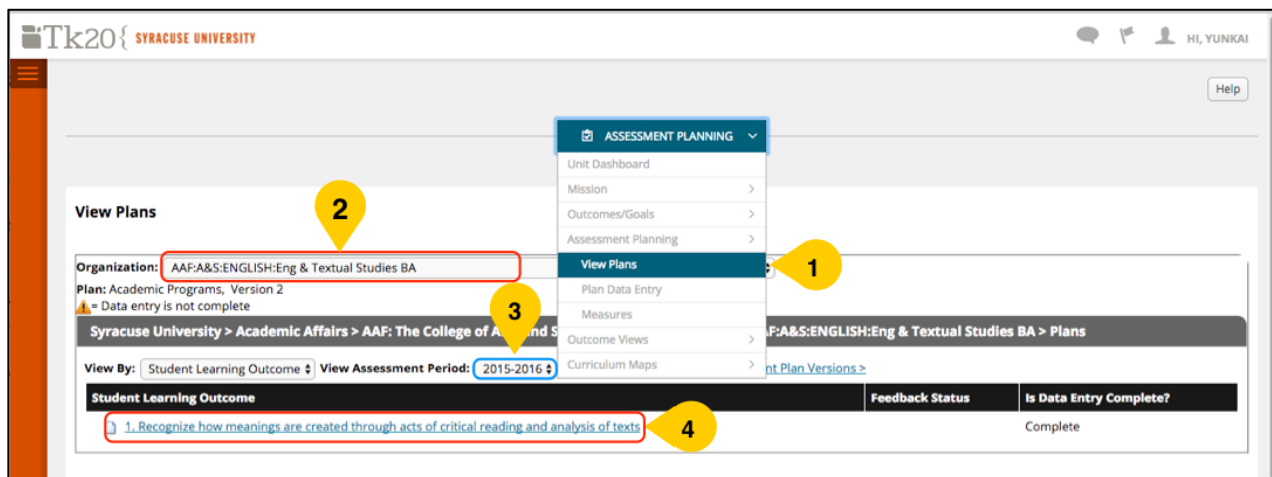 Tk20{ SYRACUSE UNIVERSITY
HI, YUNKAI
Help
ASSESSMENT PLANNING
Unit Dashboard
Mission
Outcomes/Goals
Assessment Planning
View Plans
Plan Data Entry
Measures
Outcome Views
Curriculum Maps
View Plans
2
Organization: AAF:A&S:ENGLISH:Eng & Textual Studies BA
1
Plan: Academic Programs, Version 2
= Data entry is not complete
3
Syracuse University > Academic Affairs > AAF: The College of A nd S F:A&S:ENGLISH:Eng & Textual Studies BA > Plans
View By: Student Learning Outcome View Assessment Period: 2015-2016 nt Plan Versions >
Student Learning Outcome Feedback Status Is Data Entry Complete?
1. Recognize how meanings are created through acts of critical reading and analysis of texts Complete
4